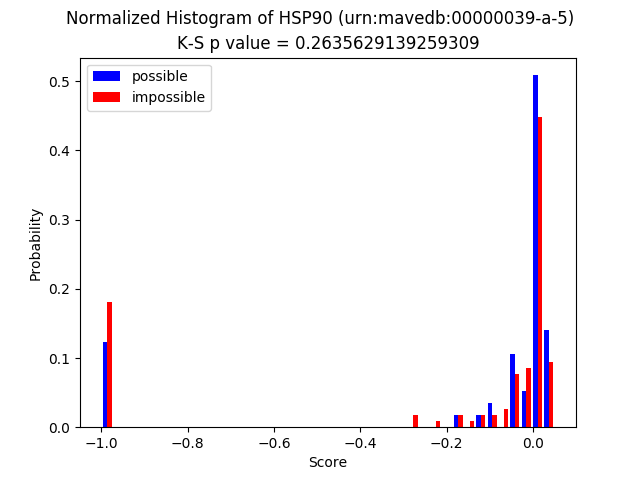 Normalized Histogram of HSP90 (urn:mavedb:00000039-a-5)
K-S p value = 0.2635629139259309
possible
impossible
Probability
0.5
0.4
0.3
0.2
0.1
0.0
−1.0 −0.8 −0.6 −0.4 −0.2 0.0
Score